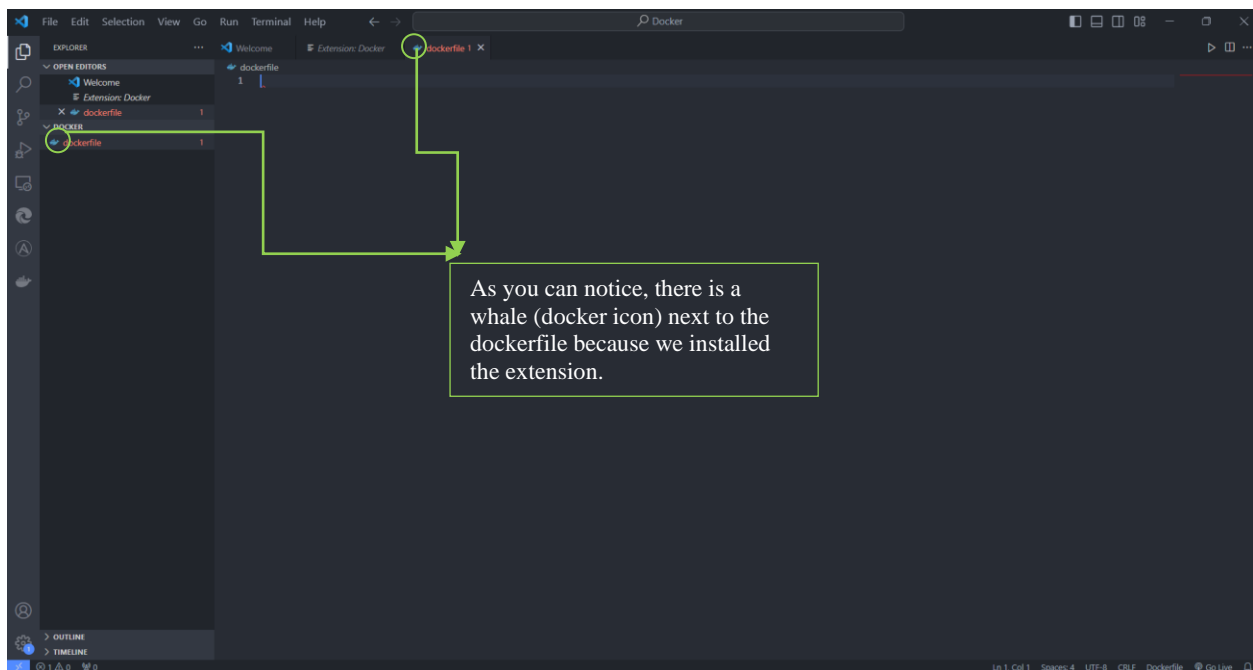 File Edit Selection View Go Run Terminal Help
Docker
EXPLORER
Welcome
Extension: Docker
dockerfile 1
OPEN EDITORS
dockerfile
Welcome
1
Extension: Docker
dockerfile 1
DOCKER
dockerfile 1
As you can notice, there is a
whale (docker icon) next to the
dockerfile because we installed
the extension.
OUTLINE
TIMELINE
1 0 0
Ln 1, Col 1 Spaces: 4 UTF-8 CRLF Dockerfile Go Live